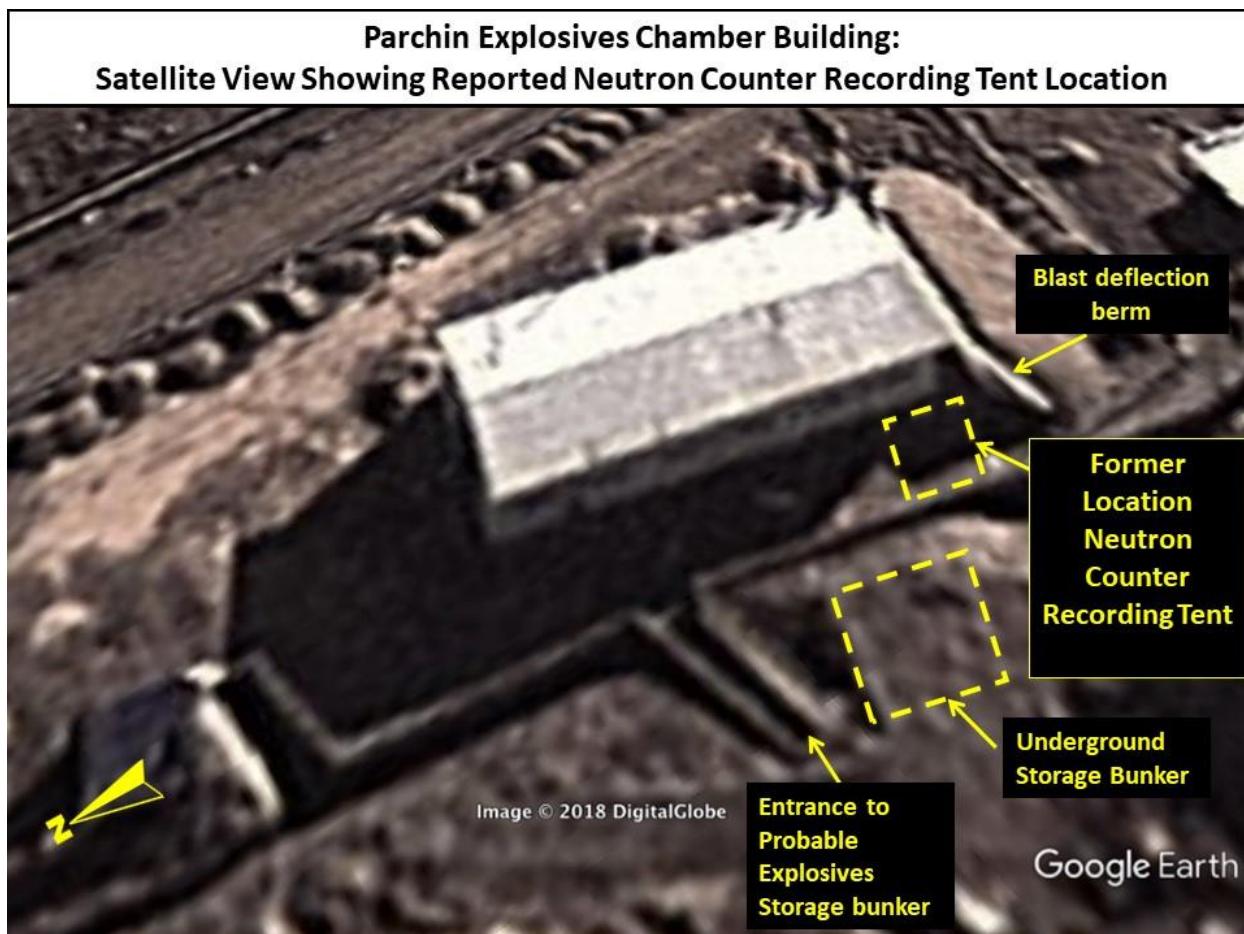 Parchin Explosives Chamber Building:
Satellite View Showing Reported Neutron Counter Recording Tent Location
Blast deflection
berm
Former
Location
Neutron
Counter
Recording Tent
Underground
Storage Bunker
Entrance to
Probable
Explosives
Storage bunker
N
Image © 2018 DigitalGlobe
Google Earth